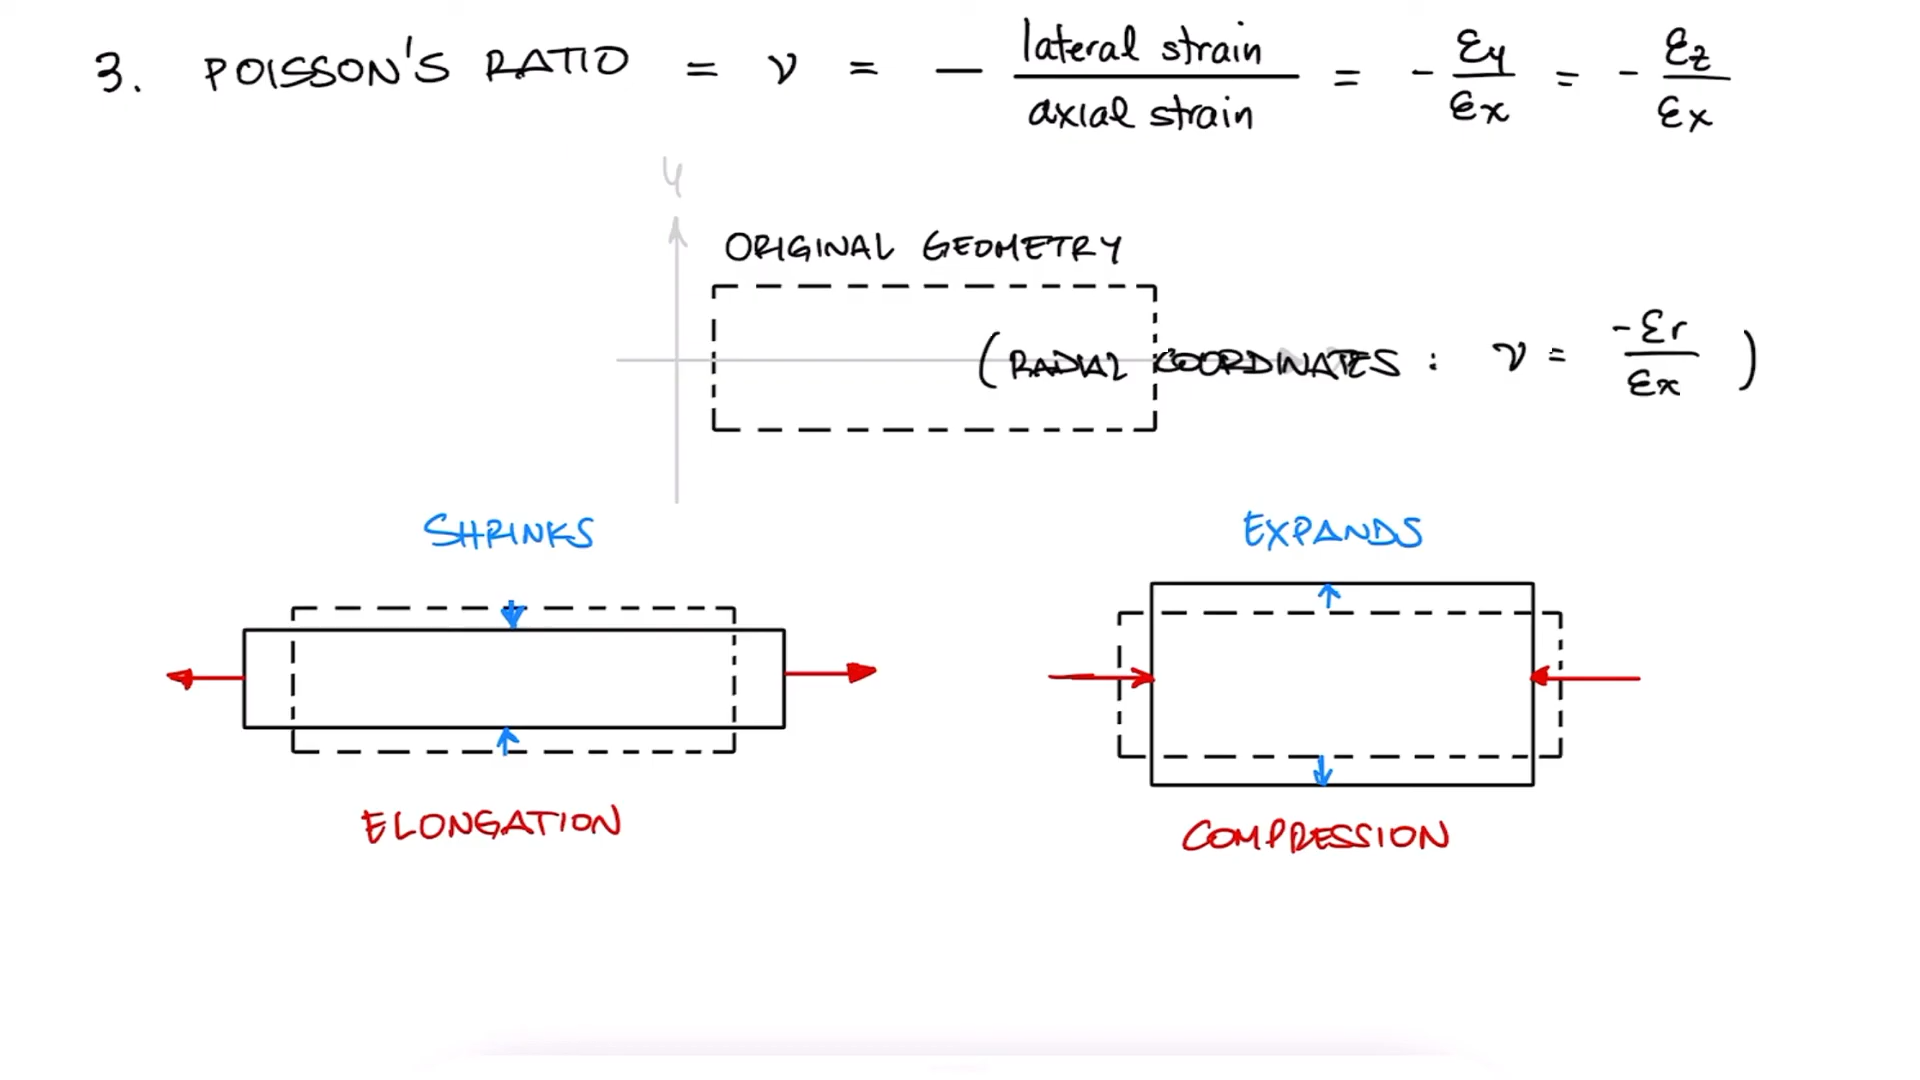 3. POISSON'S RATIO = ν = - lateral strain / axial strain = - εy / εx = - εz / εx
y
ORIGINAL GEOMETRY
(RADIAL COORDINATES : ν = -εr / εx )
SHRINKS
EXPANDS
ELONGATION
COMPRESSION